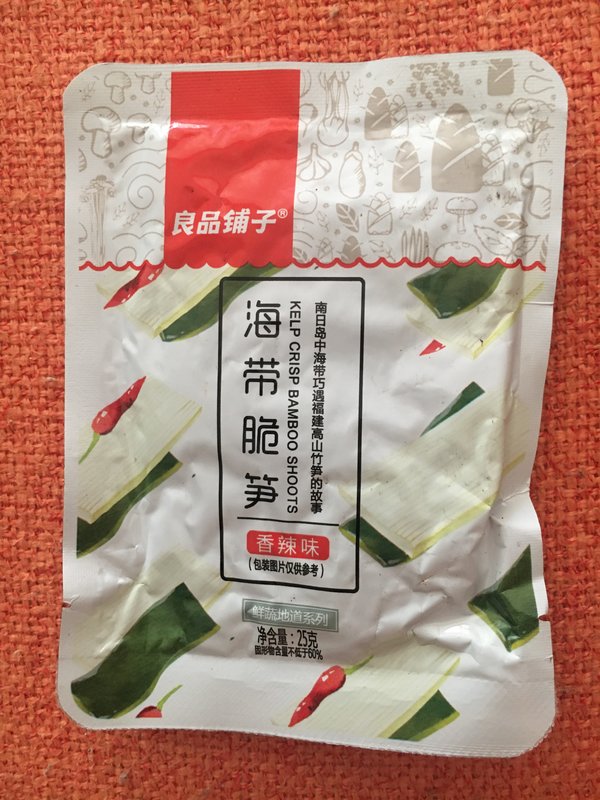 良品铺子®
海带脆笋
KELP CRISP BAMBOO SHOOTS
南日岛中海带巧遇福建高山竹笋的故事
香辣味
(包装图片仅供参考)
鲜蔬地道系列
净含量：25克
固形物含量不低于60%